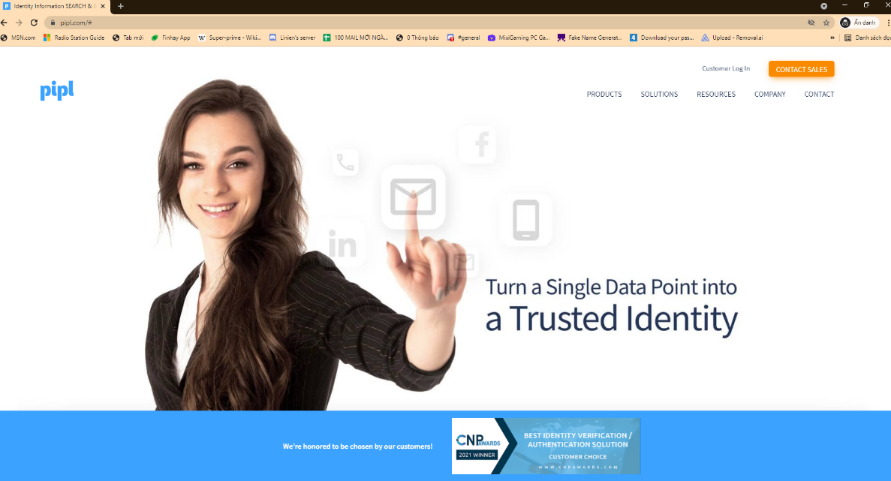 Identity Information SEARCH & I
Ẩn danh
pipl.com/#
MSN.com
Radio Station Guide
Tab mới
Finhay App
Super-prime - Wiki...
Linien's server
100 MAIL MỚI NGÀ...
8 Thông báo
#general
MixiGaming PC Ga...
Fake Name Generat...
Download your pas...
Upload - Removal.ai
»
Danh sách đọc
Customer Log In
CONTACT SALES
pipl
PRODUCTS
SOLUTIONS
RESOURCES
COMPANY
CONTACT
f
in
Turn a Single Data Point into
a Trusted Identity
We're honored to be chosen by our customers!
CNP AWARDS
2021 WINNER
BEST IDENTITY VERIFICATION /
AUTHENTICATION SOLUTION
CUSTOMER CHOICE
WWW.CNPAWARDS.COM